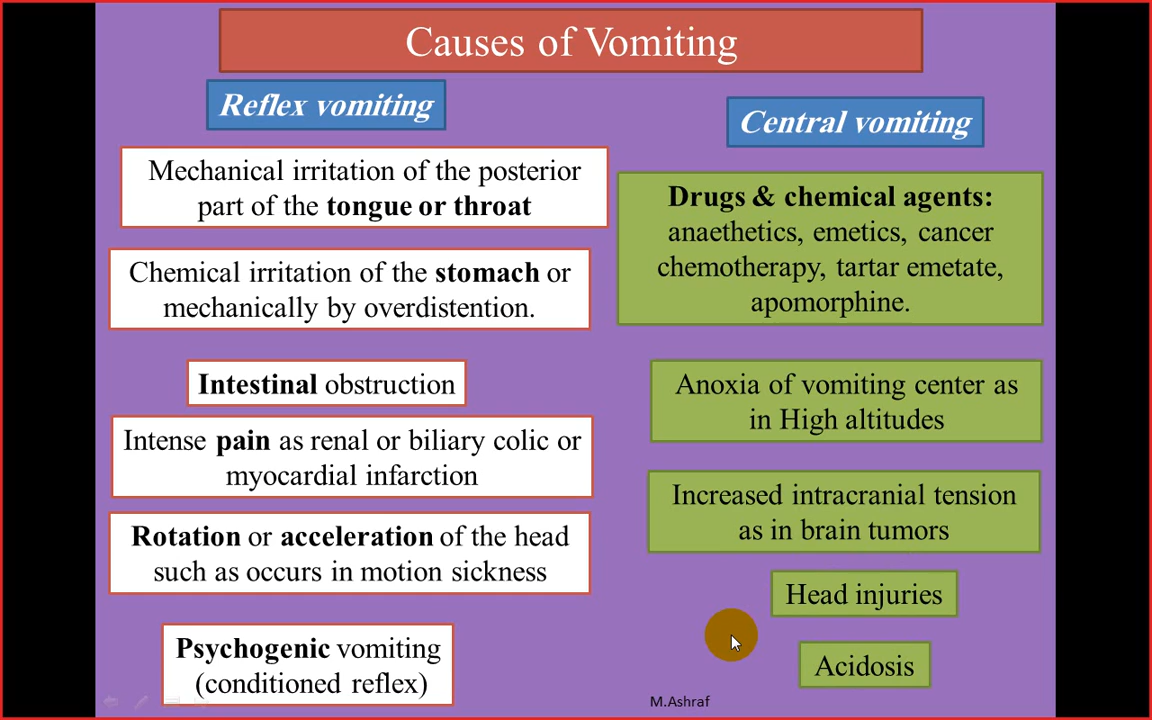 Causes of Vomiting
Reflex vomiting
Mechanical irritation of the posterior
part of the tongue or throat
Chemical irritation of the stomach or
mechanically by overdistention.
Intestinal obstruction
Intense pain as renal or biliary colic or
myocardial infarction
Rotation or acceleration of the head
such as occurs in motion sickness
Psychogenic vomiting
(conditioned reflex)
Central vomiting
Drugs & chemical agents:
anaethetics, emetics, cancer
chemotherapy, tartar emetate,
apomorphine.
Anoxia of vomiting center as
in High altitudes
Increased intracranial tension
as in brain tumors
Head injuries
Acidosis
M.Ashraf